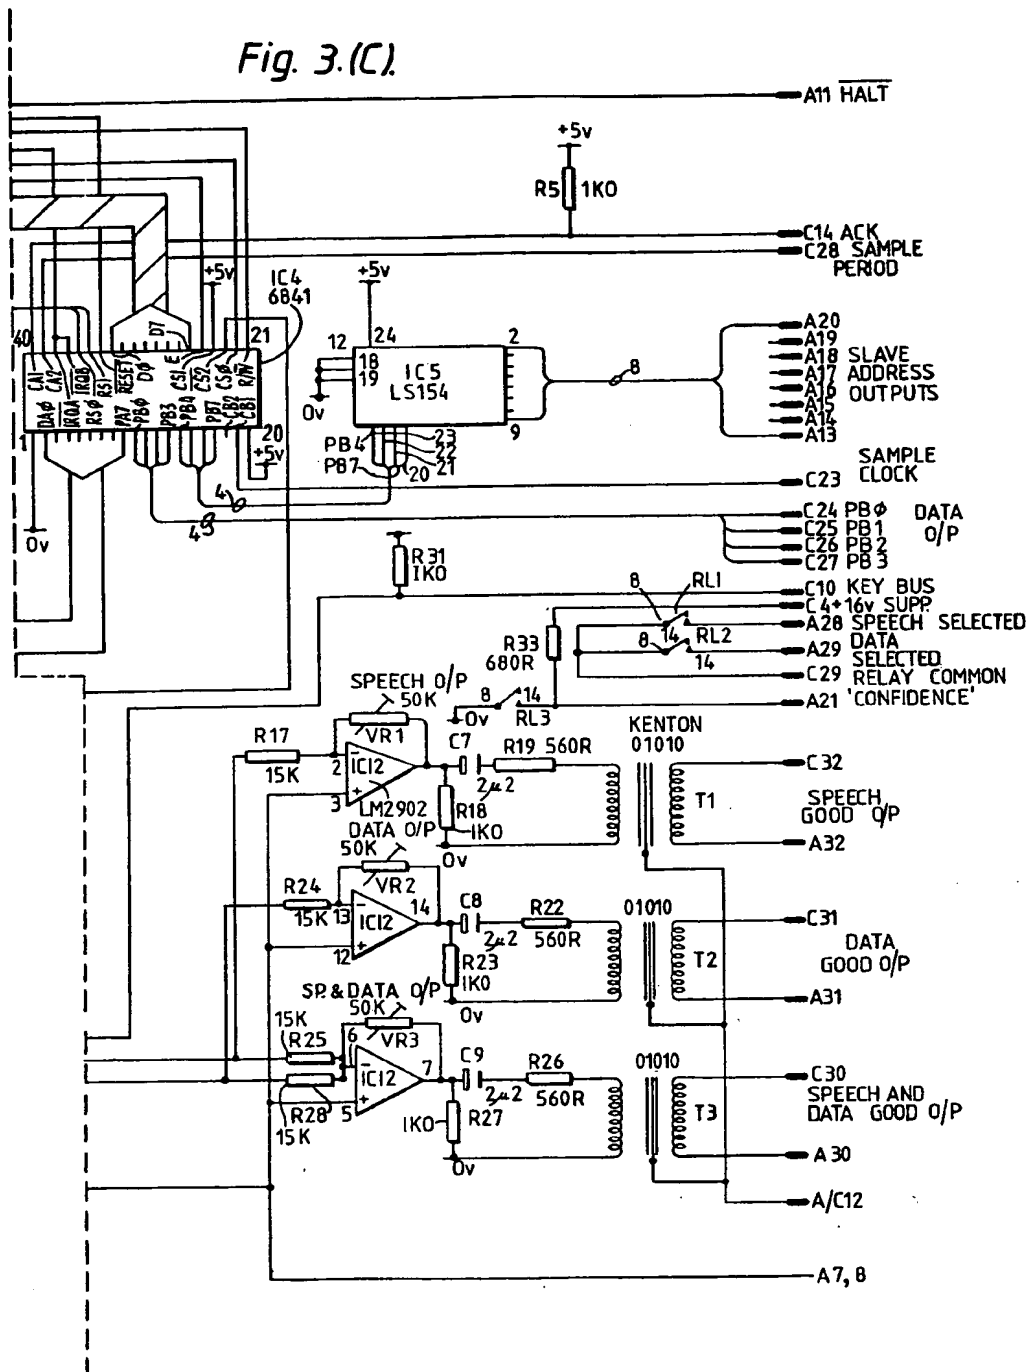 Fig. 3.(C).
A11 HALT
+5v
R5 1K0
C14 ACK
C28 SAMPLE
PERIOD
+5v
IC4
6841
+5v
40
D7
21
CA1
CA2
IRQB
RS1
RESET
D0
E
CS1
CS2
CS0
R/W
DA0
IRQA
RS0
PA7
PB0
PB3
PB4
PB7
CB2
CB1
1
20
+5v
0v
12
24
2
18
19
IC5
LS154
0v
9
PB4
PB7
23
22
21
20
8
A20
A19
A18 SLAVE
A17 ADDRESS
A16 OUTPUTS
A15
A14
A13
SAMPLE
CLOCK
C23
4
4
C24 PBØ DATA
C25 PB1 O/P
C26 PB2
C27 PB3
R31
1K0
C10 KEY BUS
C4+16v SUPP.
A28 SPEECH SELECTED
A29 DATA
SELECTED
C29 RELAY COMMON
A21 'CONFIDENCE'
8 RL1
14 RL2
8
14
R33
680R
8 14
0v RL3
SPEECH O/P
50K
VR1
R17
15K
2
3
IC12
LM2902
C7
2µ2
R19 560R
R18
1K0
0v
KENTON
01010
T1
C32
SPEECH
GOOD O/P
A32
DATA O/P
50K
VR2
R24
15K
13
14
12
IC12
C8
2µ2
R22
560R
R23
1K0
0v
01010
T2
C31
DATA
GOOD O/P
A31
SP.&DATA O/P
50K
VR3
15K
R25
6
7
5
IC12
R28
15K
C9
2µ2
R26
560R
1K0
R27
0v
01010
T3
C30
SPEECH AND
DATA GOOD O/P
A30
A/C12
A7,8